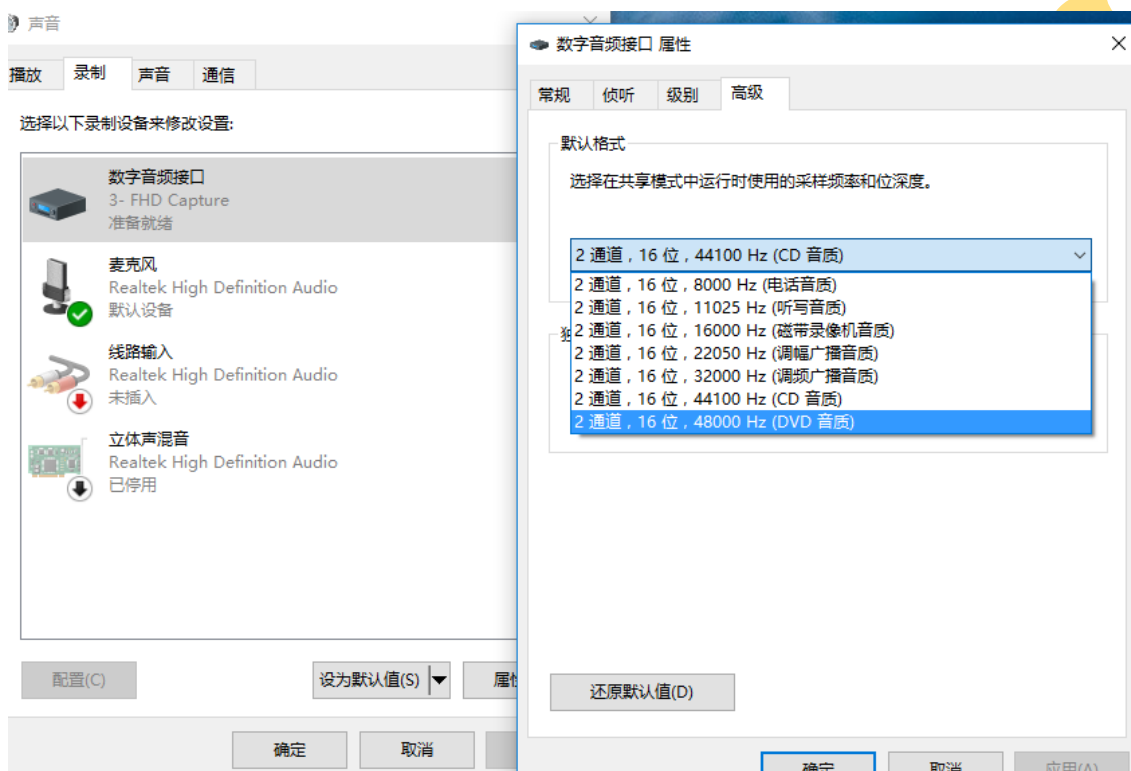 声音
播放 录制 声音 通信
选择以下录制设备来修改设置:
数字音频接口
3- FHD Capture
准备就绪
麦克风
Realtek High Definition Audio
默认设备
线路输入
Realtek High Definition Audio
未插入
立体声混音
Realtek High Definition Audio
已停用
配置(C) 设为默认值(S) 属性
确定 取消
数字音频接口 属性
常规 侦听 级别 高级
默认格式
选择在共享模式中运行时使用的采样频率和位深度。
2 通道，16 位，44100 Hz (CD 音质)
2 通道，16 位，8000 Hz (电话音质)
2 通道，16 位，11025 Hz (听写音质)
2 通道，16 位，16000 Hz (磁带录像机音质)
2 通道，16 位，22050 Hz (调幅广播音质)
2 通道，16 位，32000 Hz (调频广播音质)
2 通道，16 位，44100 Hz (CD 音质)
2 通道，16 位，48000 Hz (DVD 音质)
还原默认值(D)
确定 取消 应用(A)